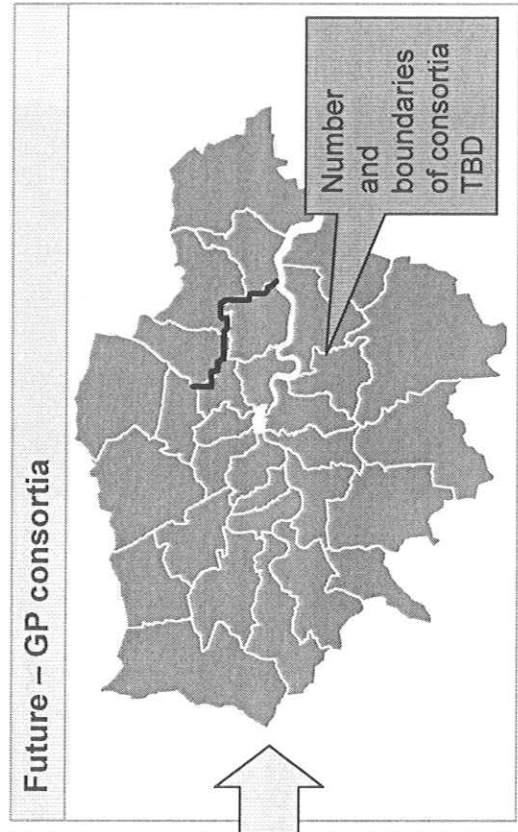 Future – GP consortia
Number
and
boundaries
of consortia
TBD